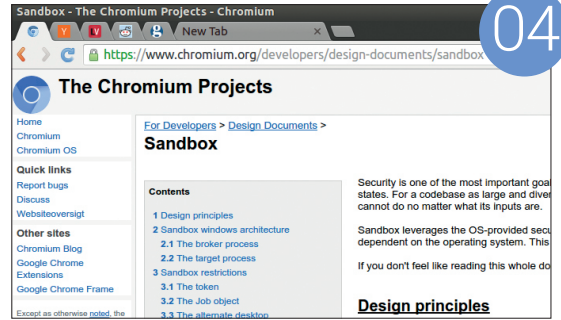 Sandbox - The Chromium Projects - Chromium
New Tab
04
https://www.chromium.org/developers/design-documents/sandbox
The Chromium Projects
Home
Chromium
Chromium OS
Quick links
Report bugs
Discuss
Websiteoversigt
Other sites
Chromium Blog
Google Chrome
Extensions
Google Chrome Frame
Except as otherwise noted, the
For Developers > Design Documents >
Sandbox
Contents
1 Design principles
2 Sandbox windows architecture
2.1 The broker process
2.2 The target process
3 Sandbox restrictions
3.1 The token
3.2 The Job object
3.3 The alternate desktop
Security is one of the most important goa
states. For a codebase as large and diver
cannot do no matter what its inputs are.
Sandbox leverages the OS-provided secu
dependent on the operating system. This
If you don't feel like reading this whole do
Design principles